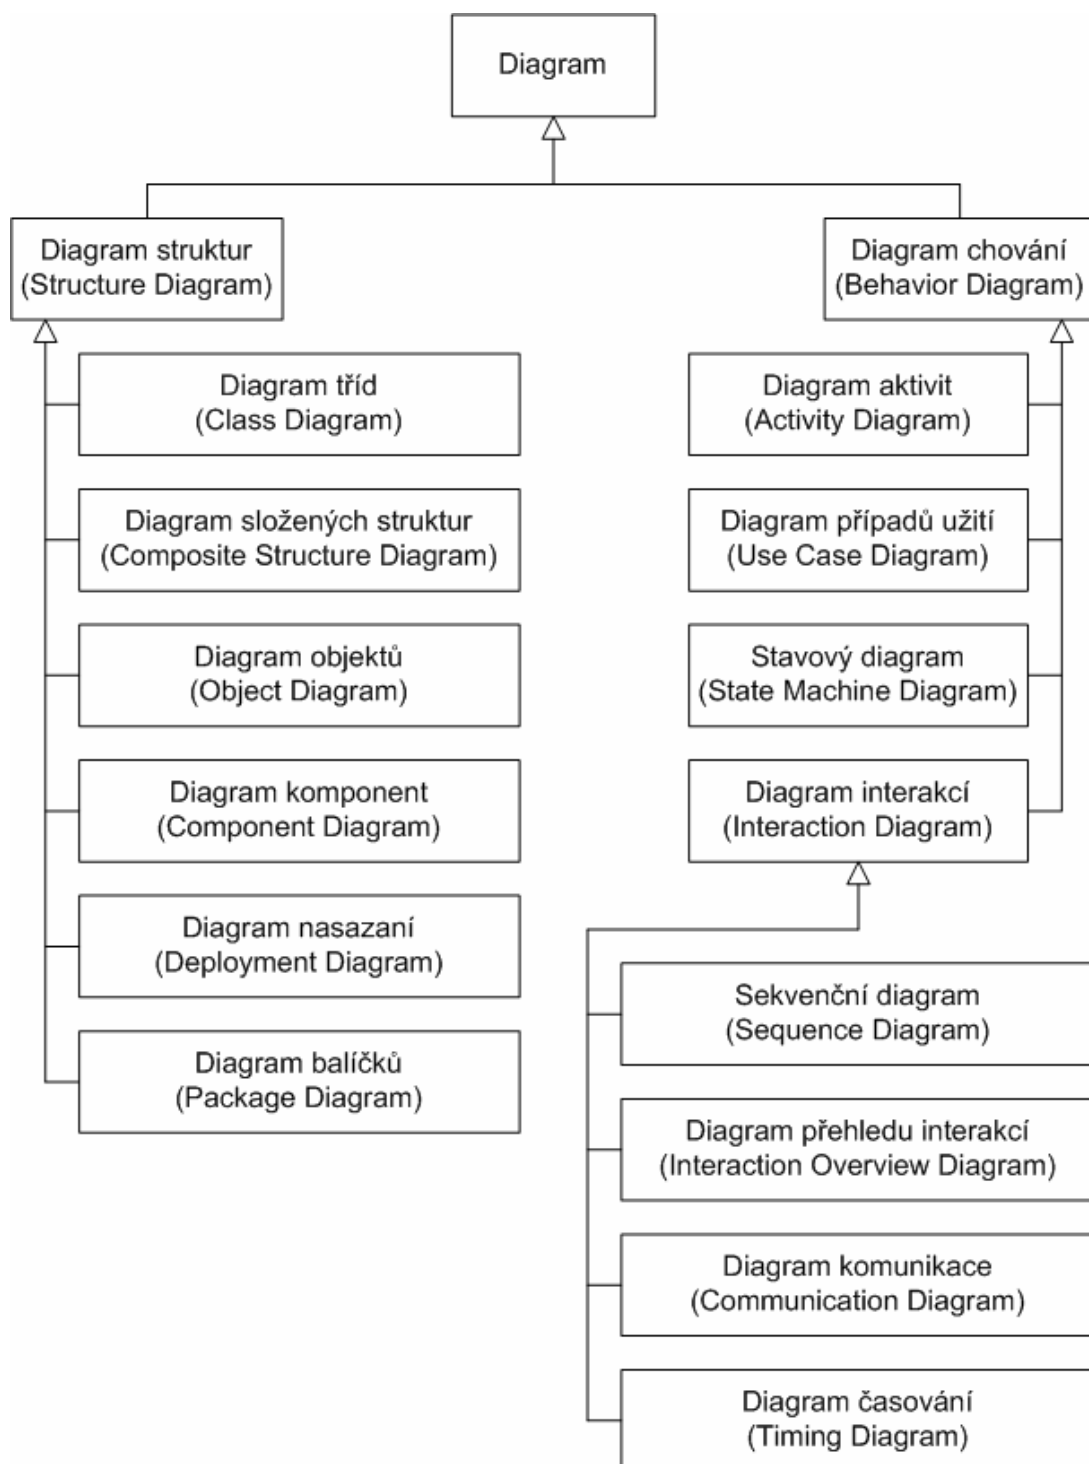 Diagram
Diagram struktur
(Structure Diagram)
Diagram chování
(Behavior Diagram)
Diagram tříd
(Class Diagram)
Diagram složených struktur
(Composite Structure Diagram)
Diagram objektů
(Object Diagram)
Diagram komponent
(Component Diagram)
Diagram nasazaní
(Deployment Diagram)
Diagram balíčků
(Package Diagram)
Diagram aktivit
(Activity Diagram)
Diagram případů užití
(Use Case Diagram)
Stavový diagram
(State Machine Diagram)
Diagram interakcí
(Interaction Diagram)
Sekvenční diagram
(Sequence Diagram)
Diagram přehledu interakcí
(Interaction Overview Diagram)
Diagram komunikace
(Communication Diagram)
Diagram časování
(Timing Diagram)